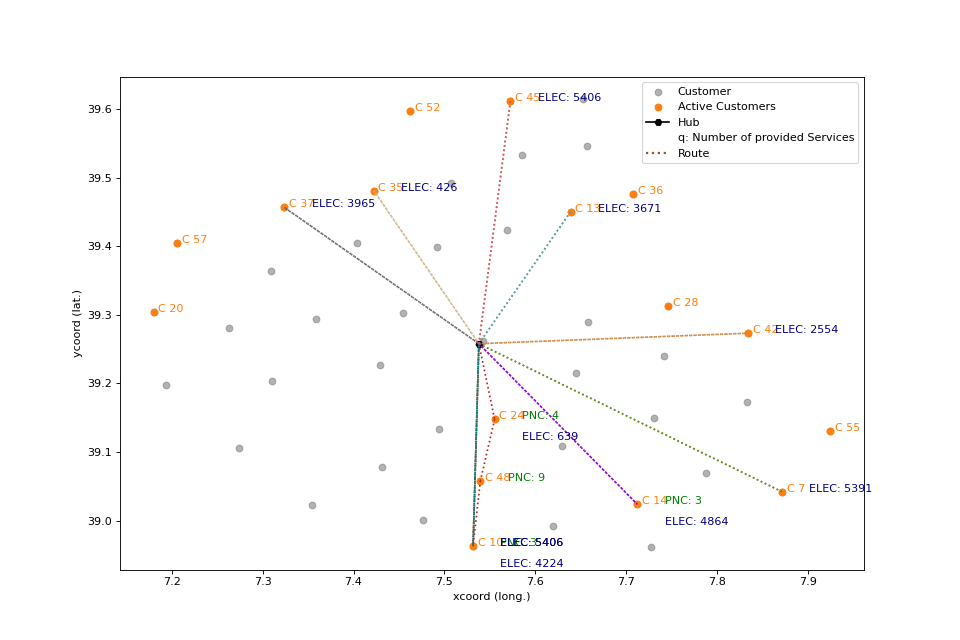 Customer
Active Customers
Hub
q: Number of provided Services
Route
39.6
39.5
39.4
39.3
39.2
39.1
39.0
ycoord (lat.)
C 52
C 45 ELEC: 5406
C 35 ELEC: 426
C 36
C 37 ELEC: 3965
C 13 ELEC: 3671
C 57
C 28
C 20
C 42 ELEC: 2554
C 24 PNC: 4
ELEC: 639
C 55
C 48 PNC: 9
C 7 ELEC: 5391
C 14 PNC: 3
ELEC: 4864
C 10 ELEC: 5406
ELEC: 4224
7.2 7.3 7.4 7.5 7.6 7.7 7.8 7.9
xcoord (long.)